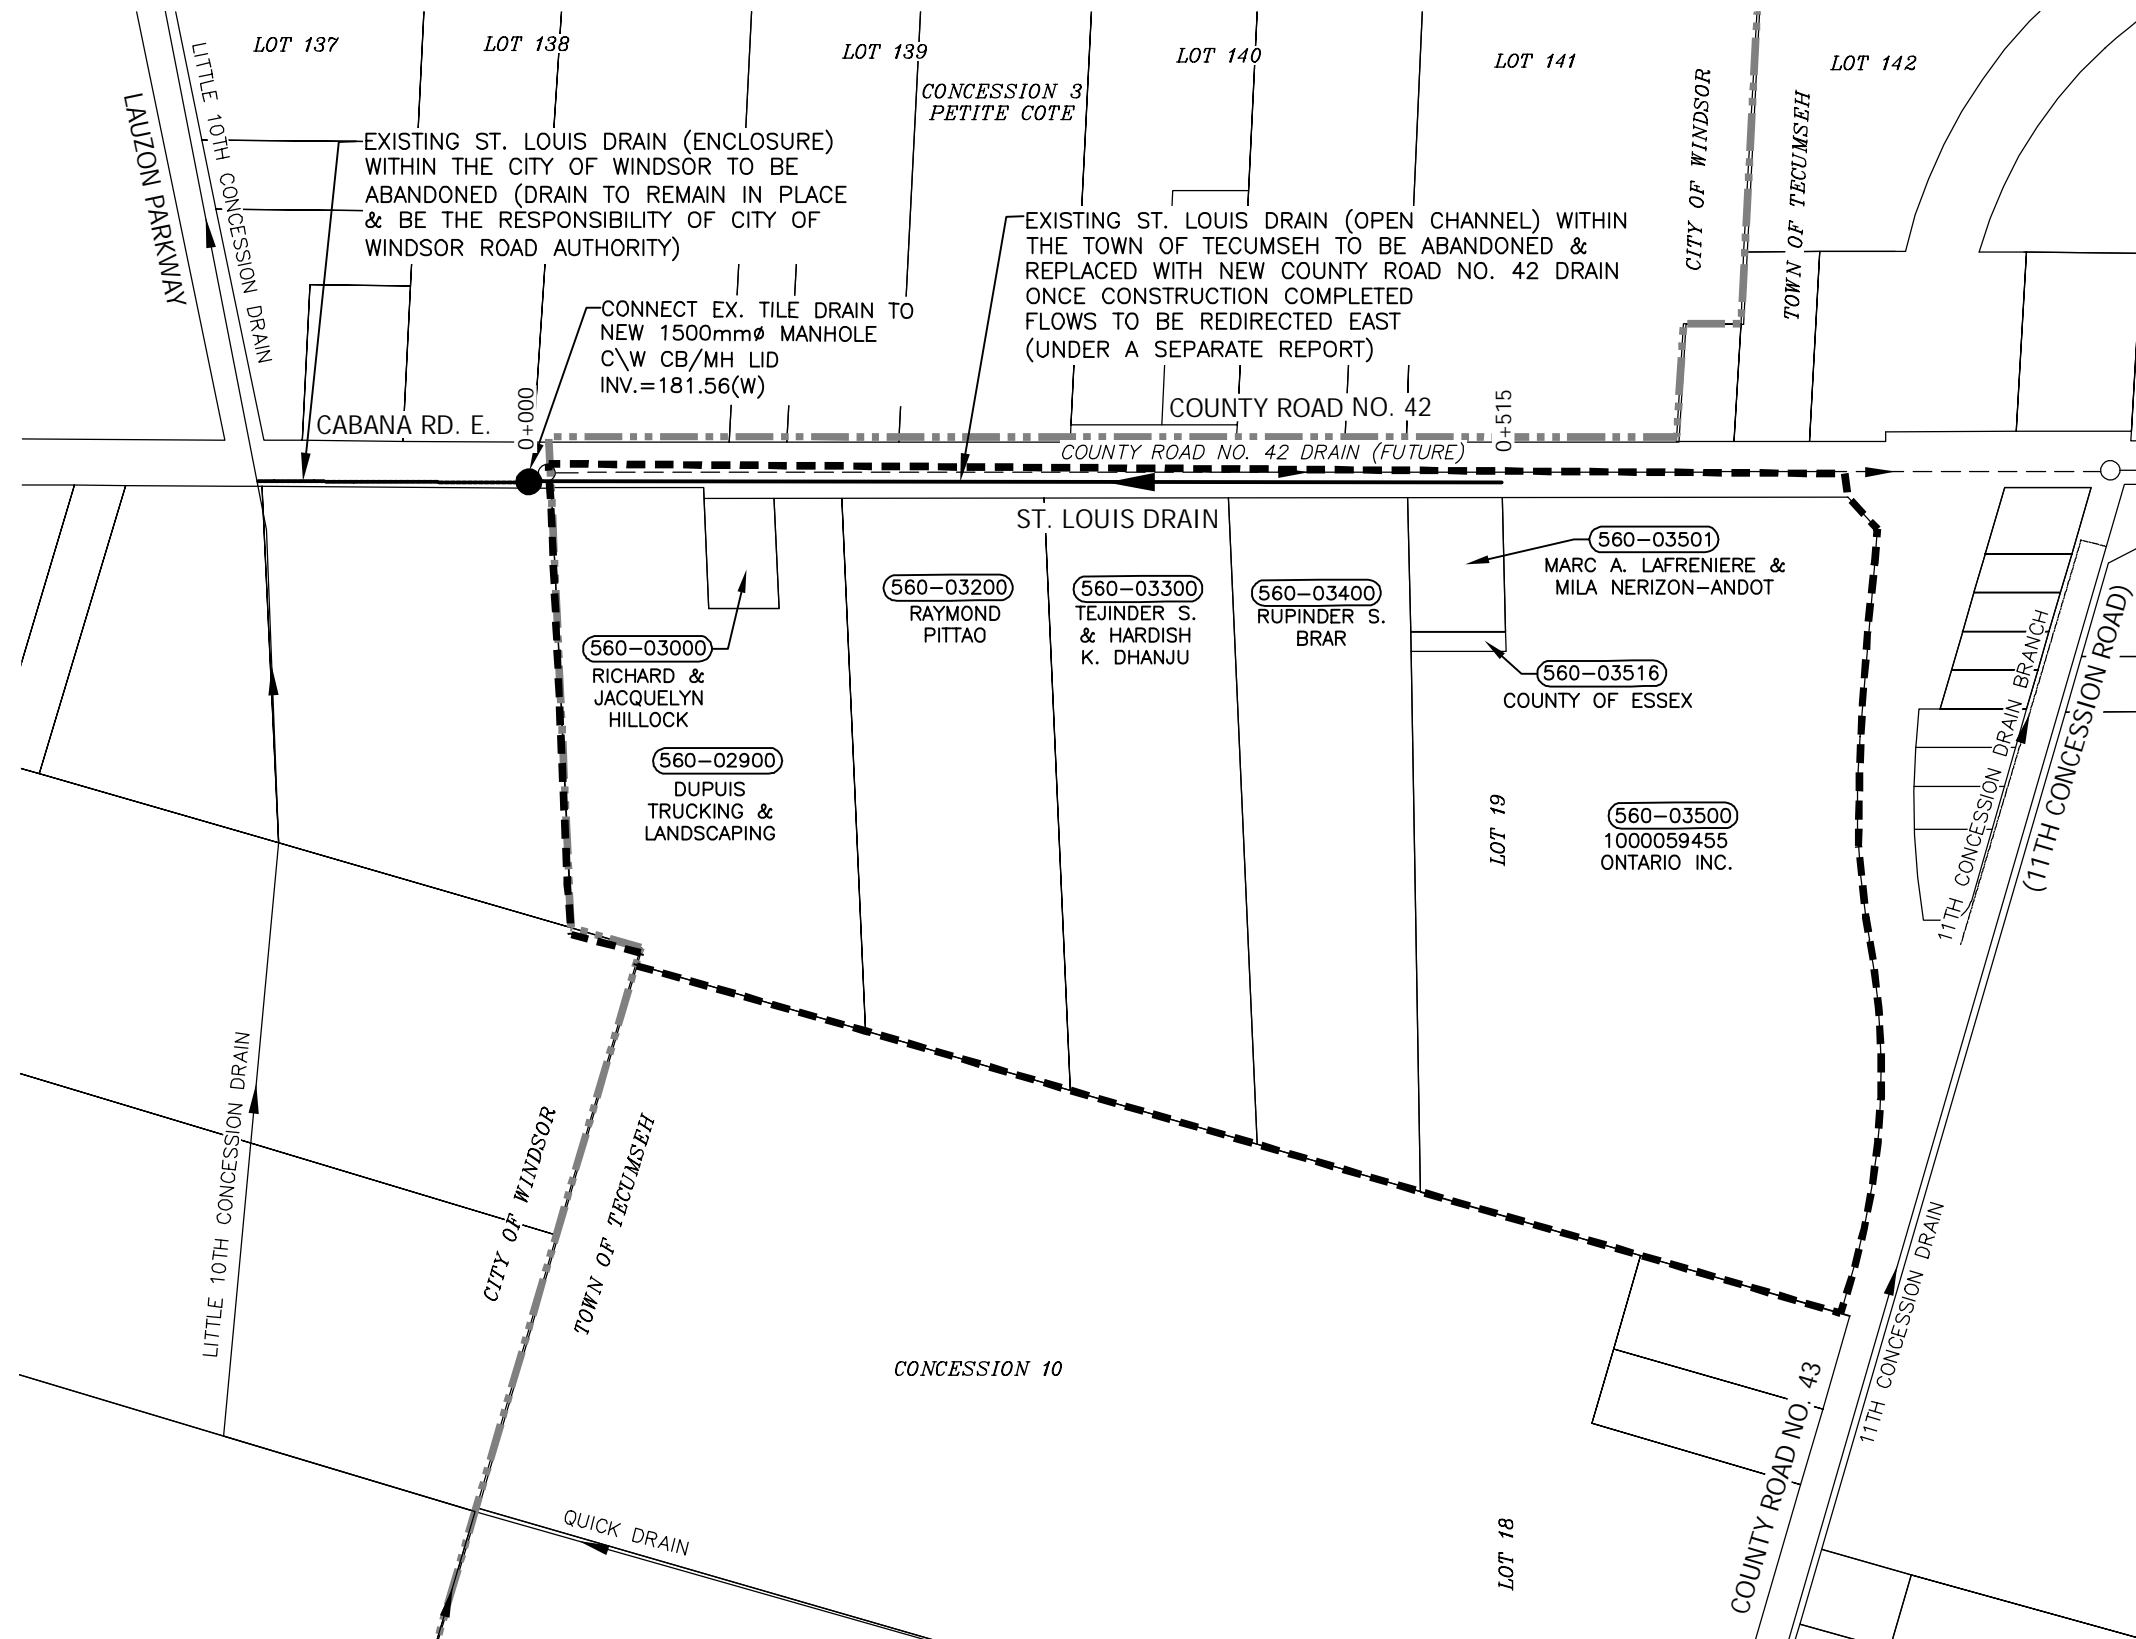 LOT 137
LOT 138
LOT 139
LOT 140
LOT 141
LOT 142
CONCESSION 3
PETITE COTE
LAUZON PARKWAY
LITTLE 10TH CONCESSION DRAIN
CITY OF WINDSOR
TOWN OF TECUMSEH
EXISTING ST. LOUIS DRAIN (ENCLOSURE)
WITHIN THE CITY OF WINDSOR TO BE
ABANDONED (DRAIN TO REMAIN IN PLACE
& BE THE RESPONSIBILITY OF CITY OF
WINDSOR ROAD AUTHORITY)
EXISTING ST. LOUIS DRAIN (OPEN CHANNEL) WITHIN
THE TOWN OF TECUMSEH TO BE ABANDONED &
REPLACED WITH NEW COUNTY ROAD NO. 42 DRAIN
ONCE CONSTRUCTION COMPLETED
FLOWS TO BE REDIRECTED EAST
(UNDER A SEPARATE REPORT)
CONNECT EX. TILE DRAIN TO
NEW 1500mmø MANHOLE
C\W CB/MH LID
INV.=181.56(W)
CABANA RD. E.
0+000
COUNTY ROAD NO. 42
0+515
COUNTY ROAD NO. 42 DRAIN (FUTURE)
ST. LOUIS DRAIN
560-03501
MARC A. LAFRENIERE &
MILA NERIZON-ANDOT
560-03200
RAYMOND
PITTAO
560-03300
TEJINDER S.
& HARDISH
K. DHANJU
560-03400
RUPINDER S.
BRAR
560-03000
RICHARD &
JACQUELYN
HILLOCK
560-03516
COUNTY OF ESSEX
560-02900
DUPUIS
TRUCKING &
LANDSCAPING
LOT 19
560-03500
1000059455
ONTARIO INC.
11TH CONCESSION DRAIN BRANCH
(11TH CONCESSION ROAD)
LITTLE 10TH CONCESSION DRAIN
CITY OF WINDSOR
TOWN OF TECUMSEH
CONCESSION 10
11TH CONCESSION DRAIN
COUNTY ROAD NO. 43
QUICK DRAIN
LOT 18